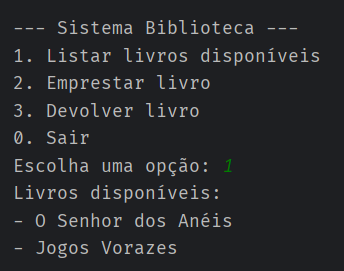 --- Sistema Biblioteca ---
1. Listar livros disponíveis
2. Emprestar livro
3. Devolver livro
0. Sair
Escolha uma opção: 1
Livros disponíveis:
- O Senhor dos Anéis
- Jogos Vorazes